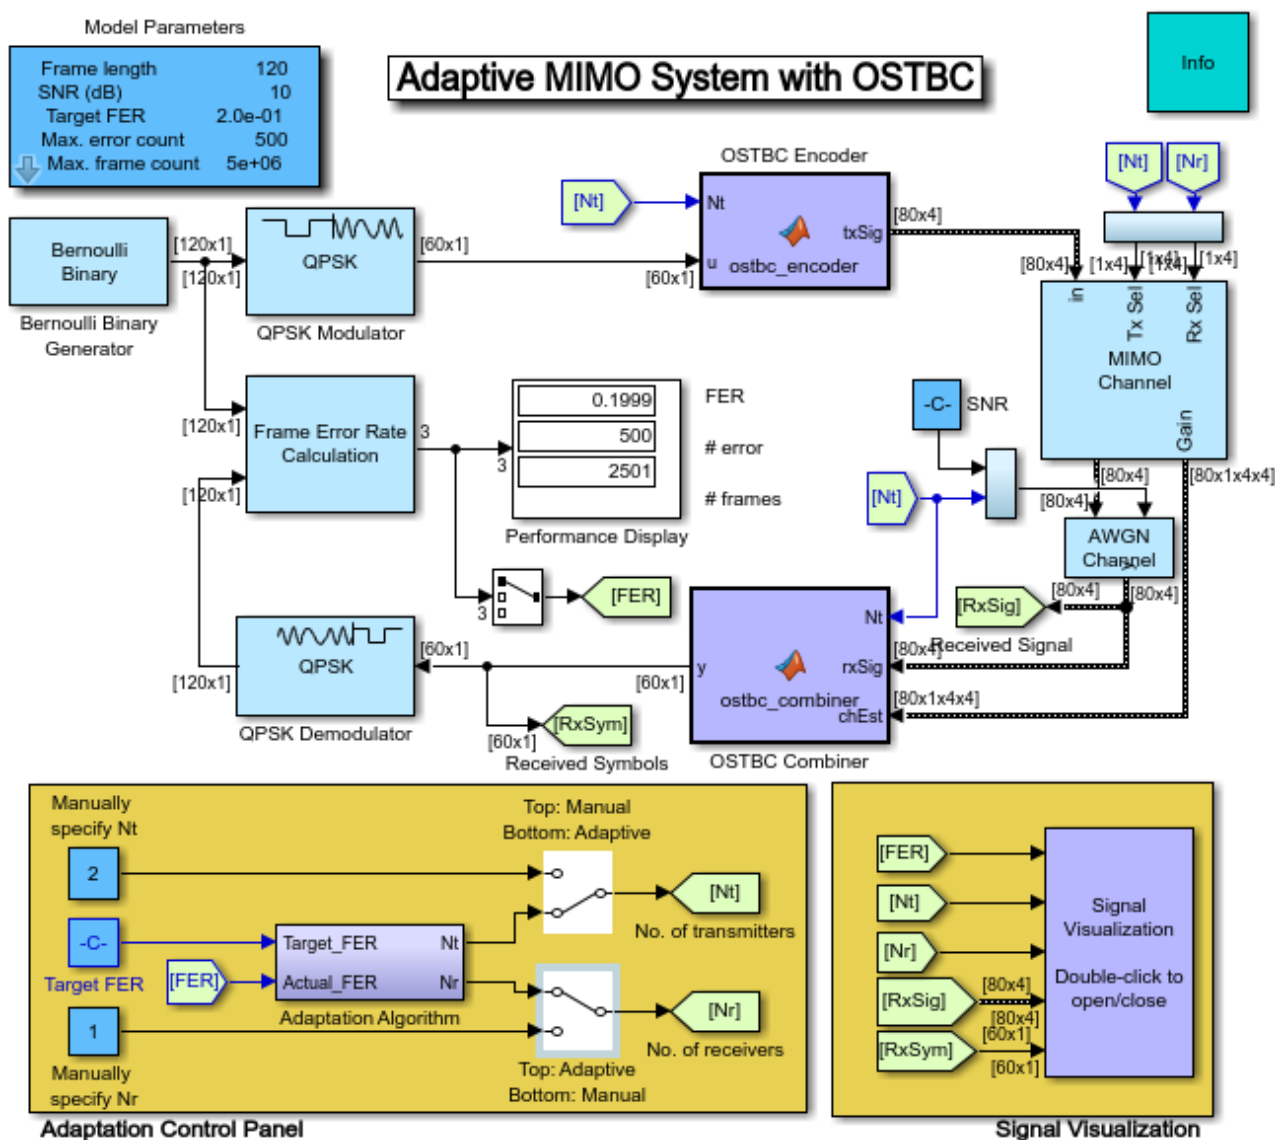 Model Parameters
Frame length 120
SNR (dB) 10
Target FER 2.0e-01
Max. error count 500
Max. frame count 5e+06
Adaptive MIMO System with OSTBC
Info
OSTBC Encoder
[Nt]
Nt
u
txSig
ostbc_encoder
[80x4]
[60x1]
[Nt]
[Nr]
[80x4]
[1x4]
[1x4]
[1x4]
[1x4]
in
Tx Sel
Rx Sel
MIMO
Channel
Gain
Bernoulli
Binary
Bernoulli Binary
Generator
[120x1]
[120x1]
QPSK
QPSK Modulator
[60x1]
[120x1]
[120x1]
Frame Error Rate
Calculation
3
3
0.1999
500
2501
FER
# error
# frames
Performance Display
-C-
SNR
[Nt]
[80x4]
[80x4]
[80x1x4x4]
AWGN
Channel
[80x4]
[80x4]
[RxSig]
Received Signal
3
[FER]
QPSK
QPSK Demodulator
[120x1]
[60x1]
[60x1]
[60x1]
[RxSym]
Received Symbols
y
Nt
rxSig
ostbc_combiner
chEst
OSTBC Combiner
[80x4]
[80x1x4x4]
Manually
specify Nt
2
-C-
Target FER
[FER]
1
Manually
specify Nr
Target_FER
Actual_FER
Nt
Nr
Adaptation Algorithm
Top: Manual
Bottom: Adaptive
[Nt]
No. of transmitters
[Nr]
No. of receivers
Top: Adaptive
Bottom: Manual
Adaptation Control Panel
[FER]
[Nt]
[Nr]
[RxSig]
[RxSym]
[80x4]
[80x4]
[60x1]
[60x1]
Signal
Visualization
Double-click to
open/close
Signal Visualization